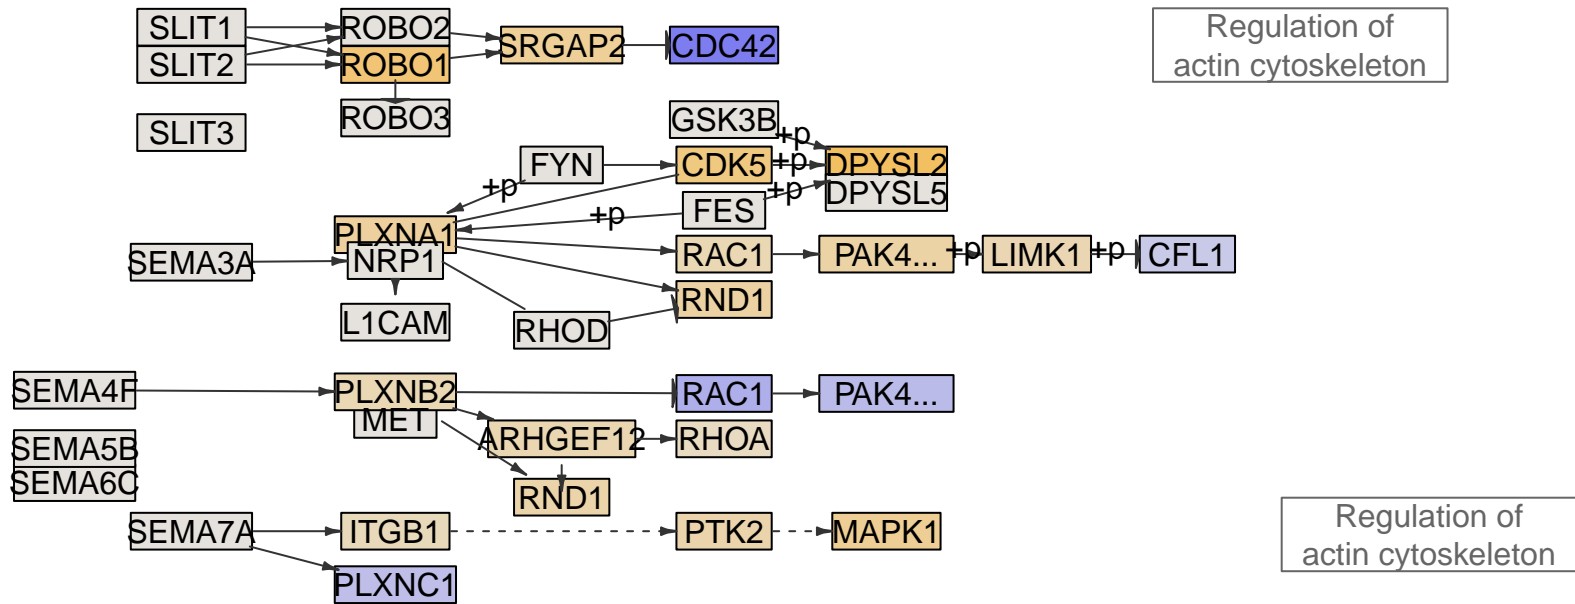 SLIT1
ROBO2
SRGAP2
CDC42
Regulation of
actin cytoskeleton
SLIT2
ROBO1
SLIT3
ROBO3
GSK3B
+p
FYN
CDK5
+p
DPYSL2
+p
FES
+p
DPYSL5
+p
PLXNA1
SEMA3A
NRP1
RAC1
PAK4...
+p
LIMK1
+p
CFL1
RND1
L1CAM
RHOD
SEMA4F
PLXNB2
RAC1
PAK4...
MET
SEMA5B
ARHGEF12
RHOA
SEMA6C
RND1
SEMA7A
ITGB1
PTK2
MAPK1
Regulation of
actin cytoskeleton
PLXNC1